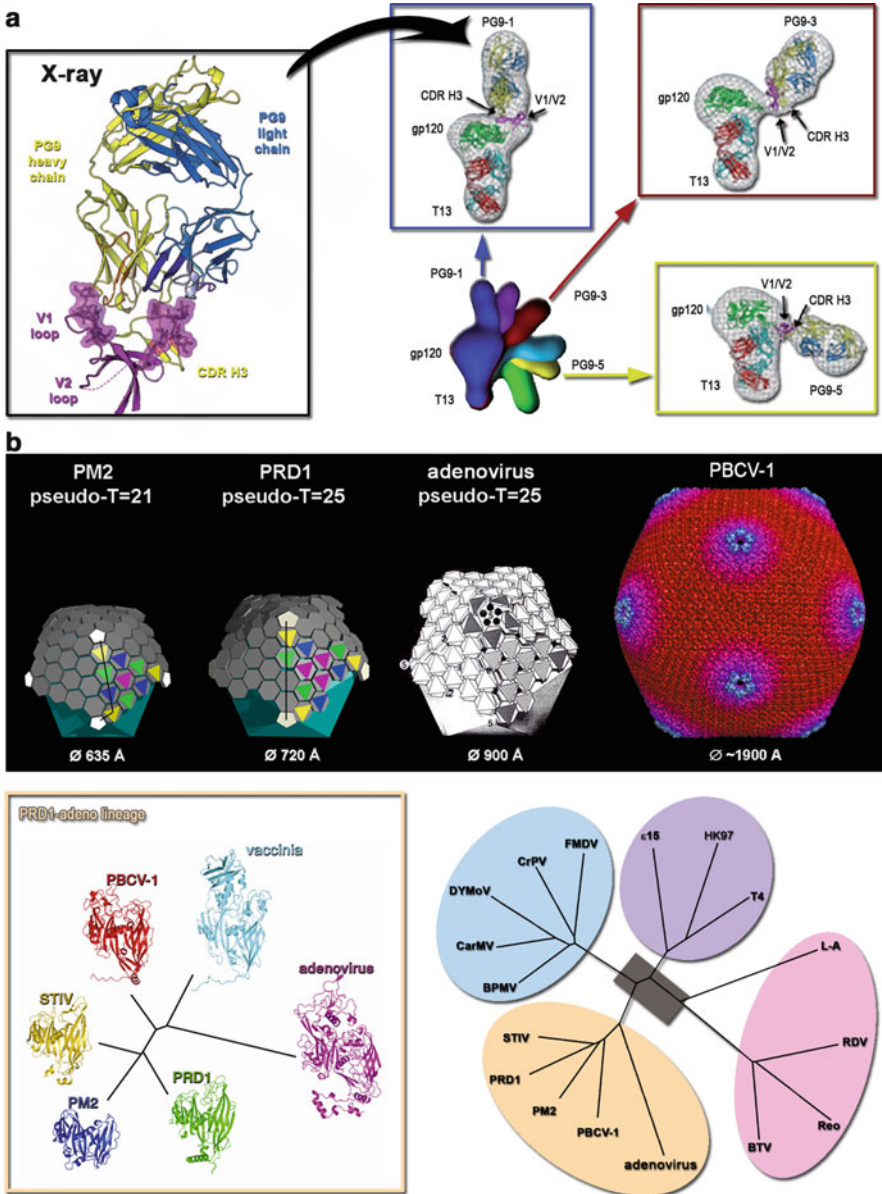 a
X-ray
PG9
heavy
chain
PG9
light
chain
V1
loop
V2
loop
CDR H3
PG9-1
CDR H3
V1/V2
gp120
T13
PG9-3
gp120
CDR H3
V1/V2
T13
PG9-1
PG9-3
gp120
PG9-5
T13
V1/V2
gp120
CDR H3
T13
PG9-5
b
PM2
pseudo-T=21
Ø 635 Å
PRD1
pseudo-T=25
Ø 720 Å
adenovirus
pseudo-T=25
5
2
5
Ø 900 Å
PBCV-1
Ø ~1900 A
PRD1-adeno lineage
vaccinia
PBCV-1
adenovirus
STIV
PRD1
PM2
FMDV
CrPV
DYMoV
CarMV
BPMV
ε15
HK97
T4
L-A
RDV
Reo
BTV
STIV
PRD1
PM2
PBCV-1
adenovirus